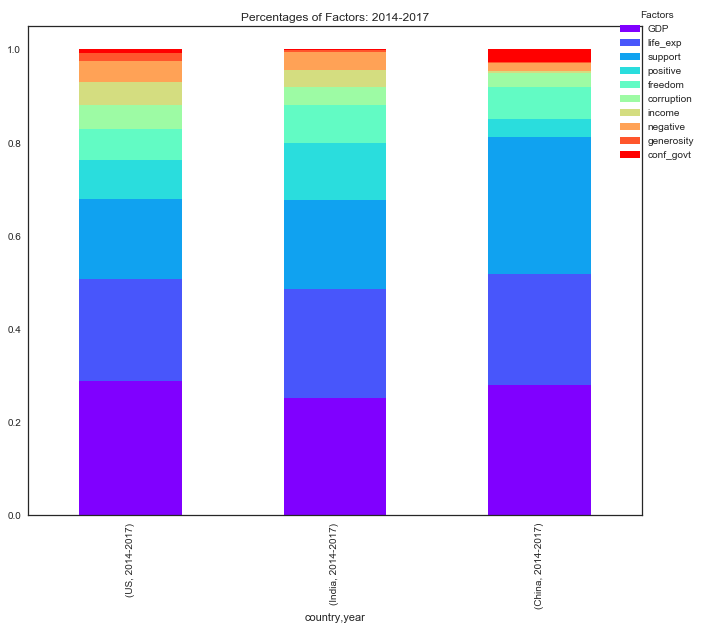 Percentages of Factors: 2014-2017
Factors
GDP
life_exp
support
positive
freedom
corruption
income
negative
generosity
conf_govt
1.0
0.8
0.6
0.4
0.2
0.0
(US, 2014-2017)
(India, 2014-2017)
(China, 2014-2017)
country,year